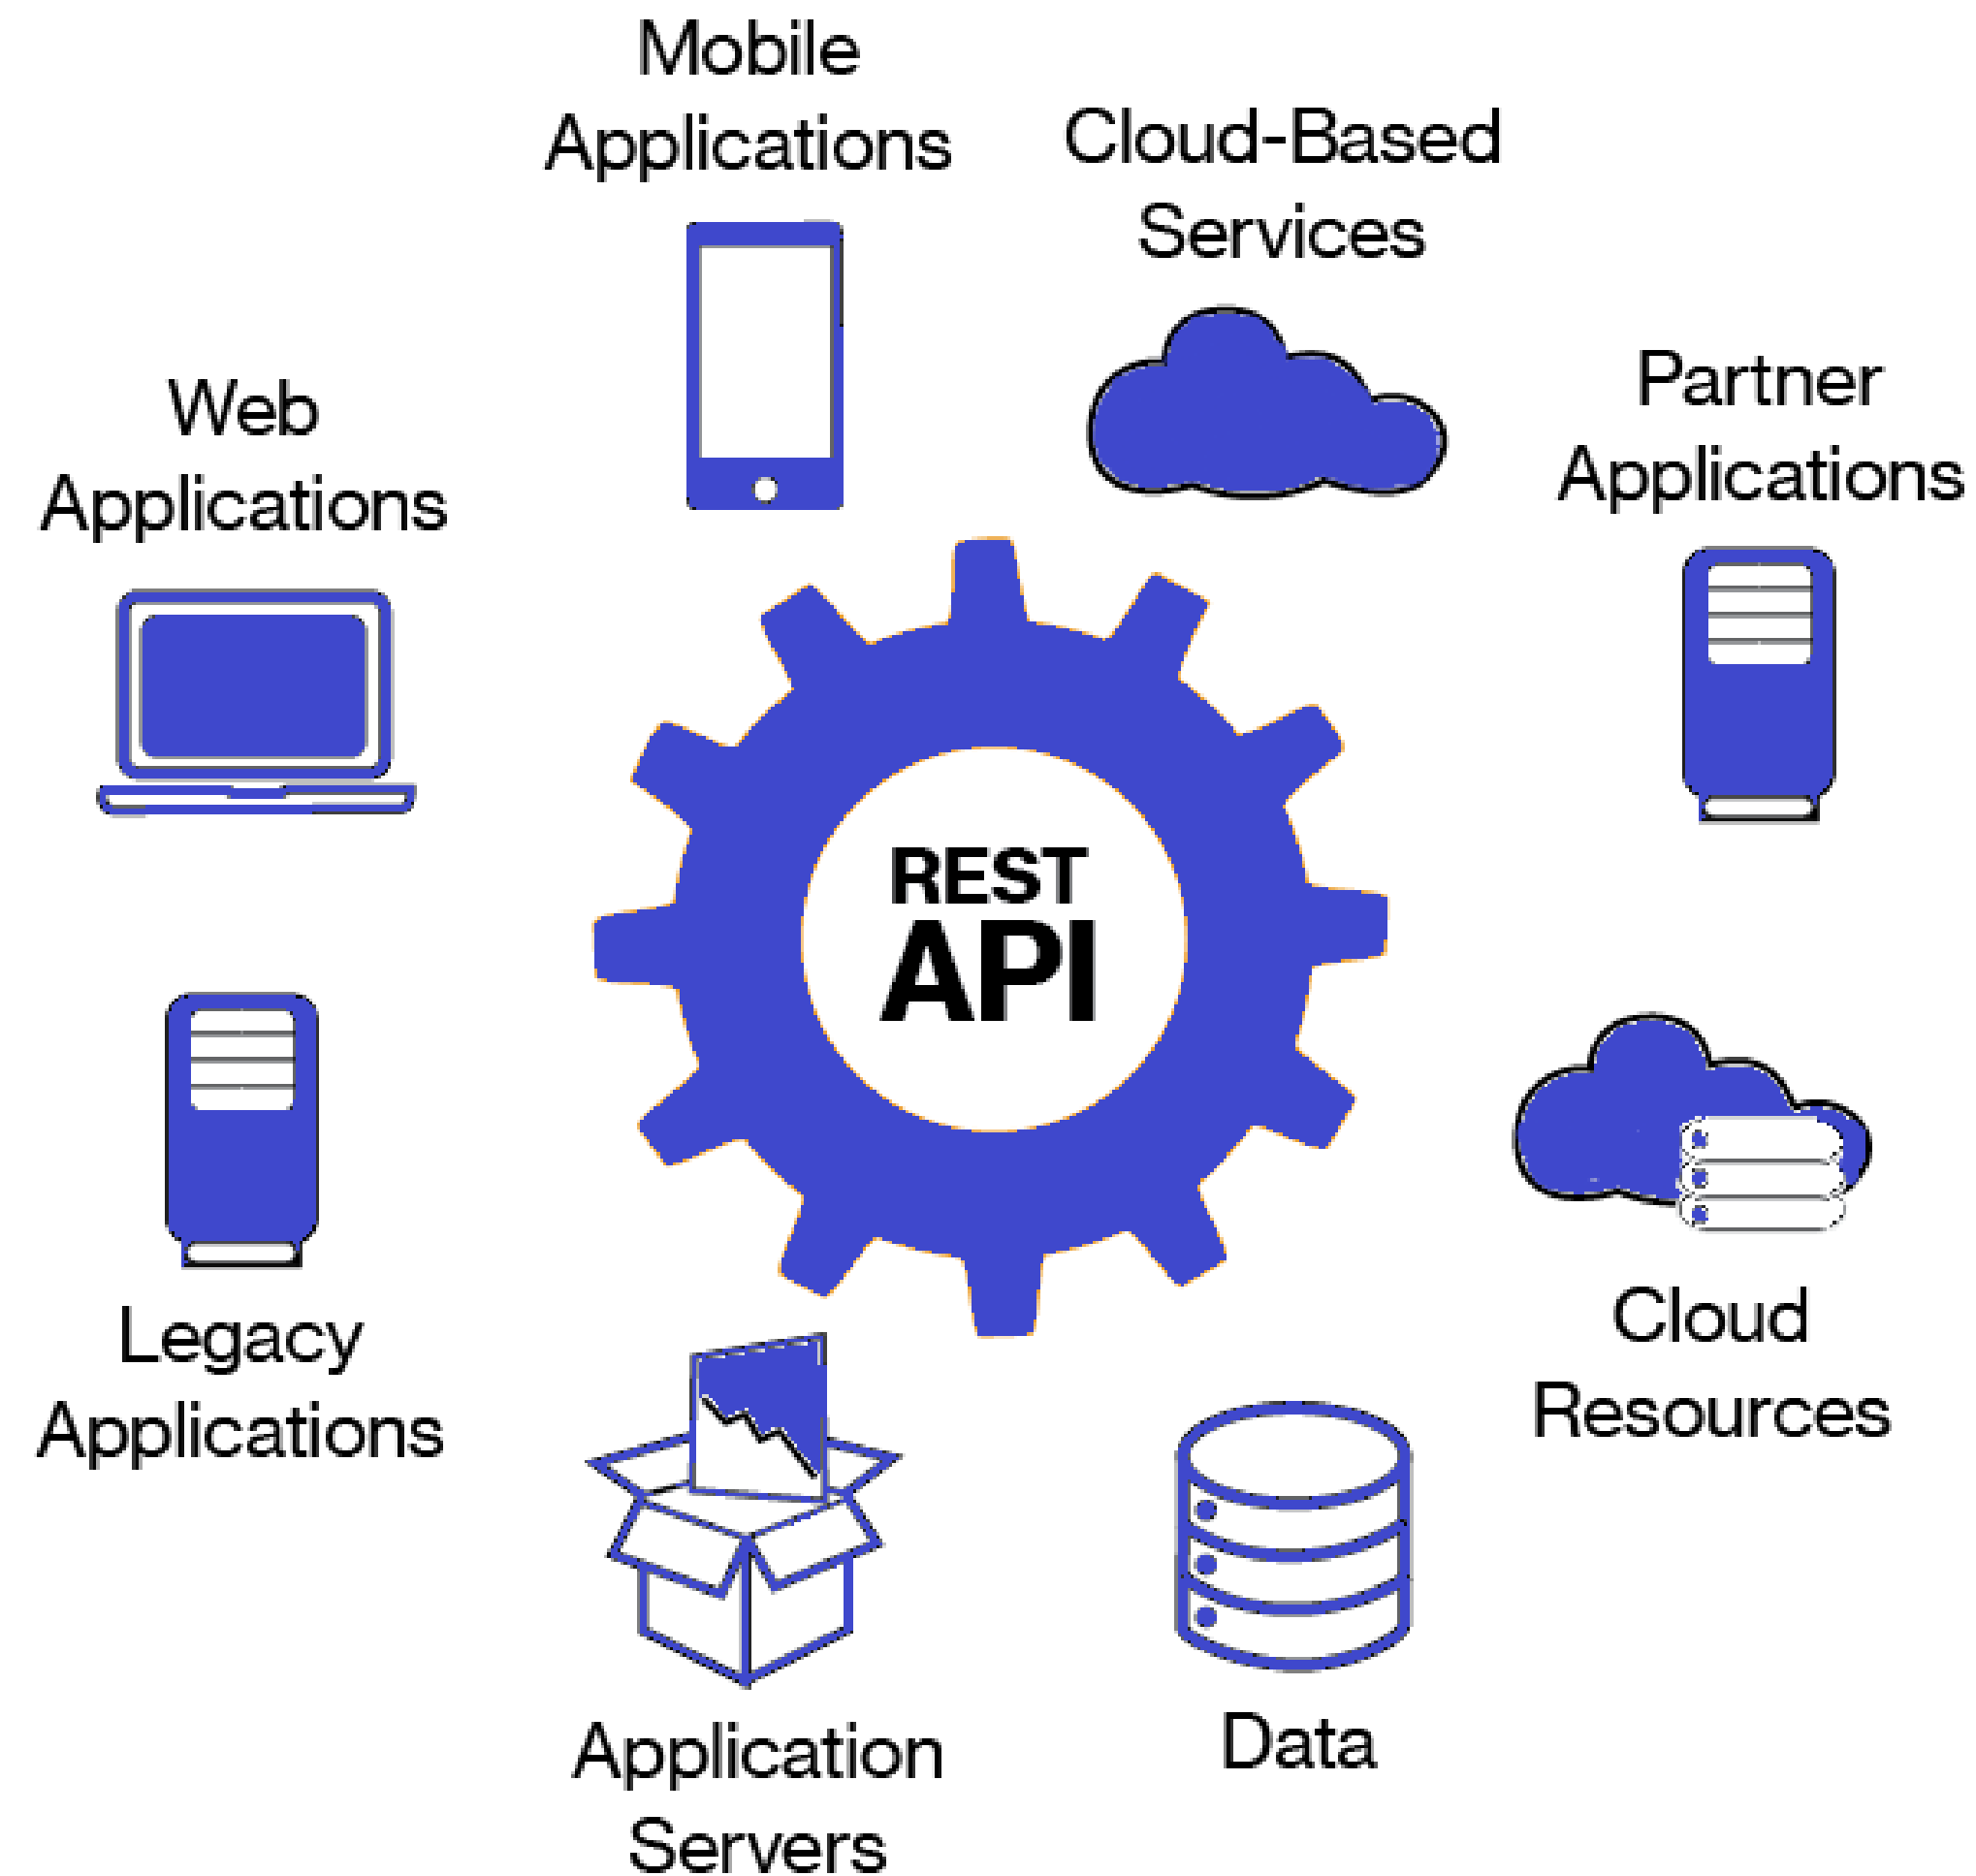 Mobile
Applications
Cloud-Based
Services
Partner
Applications
Web
Applications
REST
API
Legacy
Applications
Cloud
Resources
Application
Servers
Data